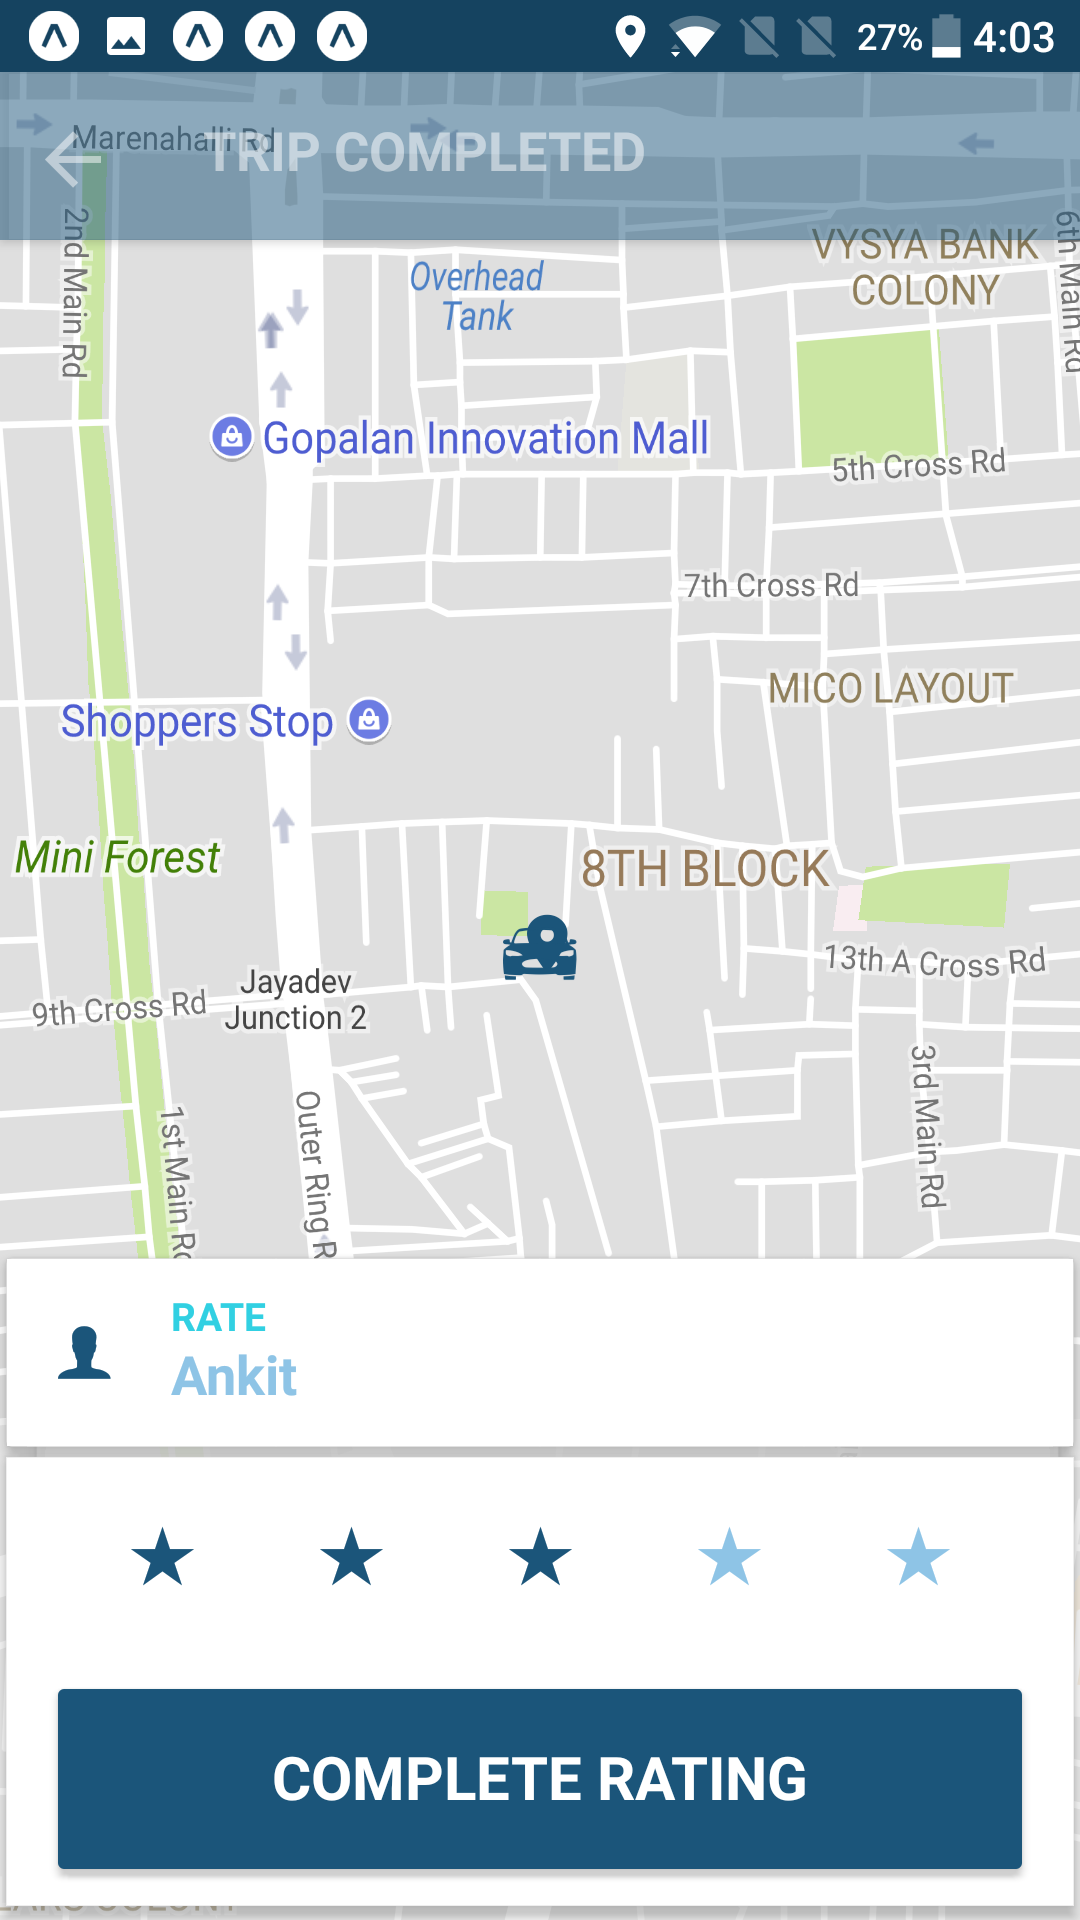 27% 4:03
Marenahalli Rd
TRIP COMPLETED
2nd Main Rd
Overhead
Tank
VYSYA BANK
COLONY
6th Main Rd
Gopalan Innovation Mall
5th Cross Rd
7th Cross Rd
MICO LAYOUT
Shoppers Stop
Mini Forest
8TH BLOCK
13th A Cross Rd
Jayadev
Junction 2
9th Cross Rd
3rd Main Rd
1st Main Rd
Outer Ring R
RATE
Ankit
COMPLETE RATING
COLONY